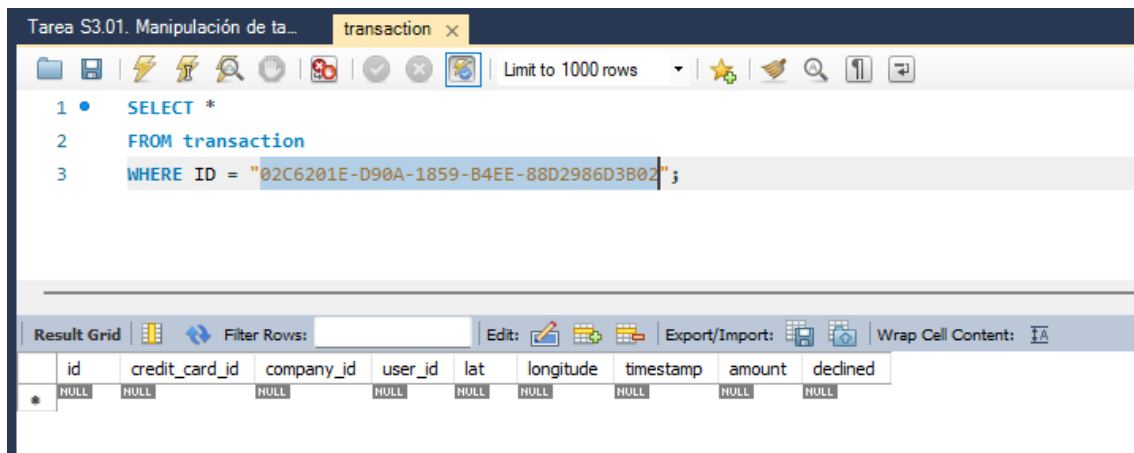 Tarea S3.01. Manipulación de ta... transaction
Limit to 1000 rows
1 SELECT *
2 FROM transaction
3 WHERE ID = "02C6201E-D90A-1859-B4EE-88D2986D3B02";
Result Grid Filter Rows: Edit: Export/Import: Wrap Cell Content:
id credit_card_id company_id user_id lat longitude timestamp amount declined
NULL NULL NULL NULL NULL NULL NULL NULL NULL